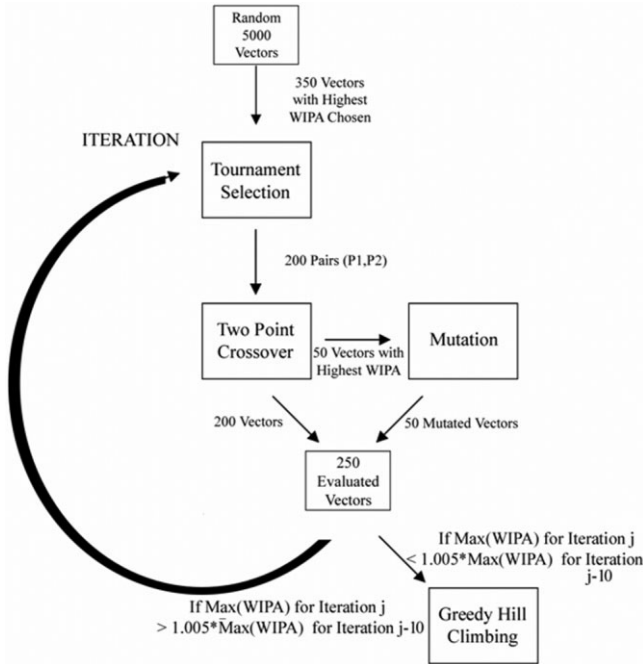 Random
5000
Vectors
350 Vectors
with Highest
WIPA Chosen
ITERATION
Tournament
Selection
200 Pairs (P1,P2)
Two Point
Crossover
50 Vectors with
Highest WIPA
Mutation
200 Vectors
50 Mutated Vectors
250
Evaluated
Vectors
If Max(WIPA) for Iteration j
< 1.005*Max(WIPA) for Iteration
j-10
If Max(WIPA) for Iteration j
> 1.005*Max(WIPA) for Iteration j-10
Greedy Hill
Climbing